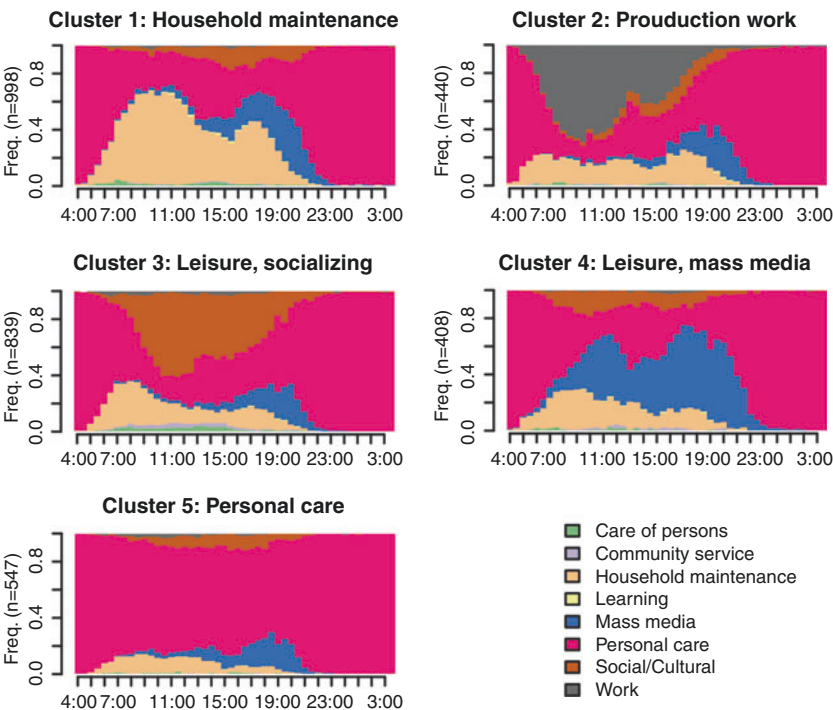 Cluster 1: Household maintenance
Freq. (n=998)
0.0 0.4 0.8
4:00 7:00 11:00 15:00 19:00 23:00 3:00
Cluster 2: Prouduction work
Freq. (n=440)
0.0 0.4 0.8
4:00 7:00 11:00 15:00 19:00 23:00 3:00
Cluster 3: Leisure, socializing
Freq. (n=839)
0.0 0.4 0.8
4:00 7:00 11:00 15:00 19:00 23:00 3:00
Cluster 4: Leisure, mass media
Freq. (n=408)
0.0 0.4 0.8
4:00 7:00 11:00 15:00 19:00 23:00 3:00
Cluster 5: Personal care
Freq. (n=547)
0.0 0.4 0.8
4:00 7:00 11:00 15:00 19:00 23:00 3:00
Care of persons
Community service
Household maintenance
Learning
Mass media
Personal care
Social/Cultural
Work